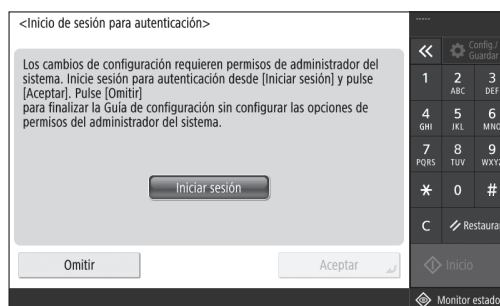 <Inicio de sesión para autenticación>
Los cambios de configuración requieren permisos de administrador del
sistema. Inicie sesión para autenticación desde [Iniciar sesión] y pulse
[Aceptar]. Pulse [Omitir]
para finalizar la Guía de configuración sin configurar las opciones de
permisos del administrador del sistema.
Iniciar sesión
Omitir
Aceptar
Config./
Guardar
1
2
ABC
3
DEF
4
GHI
5
JKL
6
MNO
7
PQRS
8
TUV
9
WXYZ
*
0
#
C
Restaurar
Inicio
Monitor estado